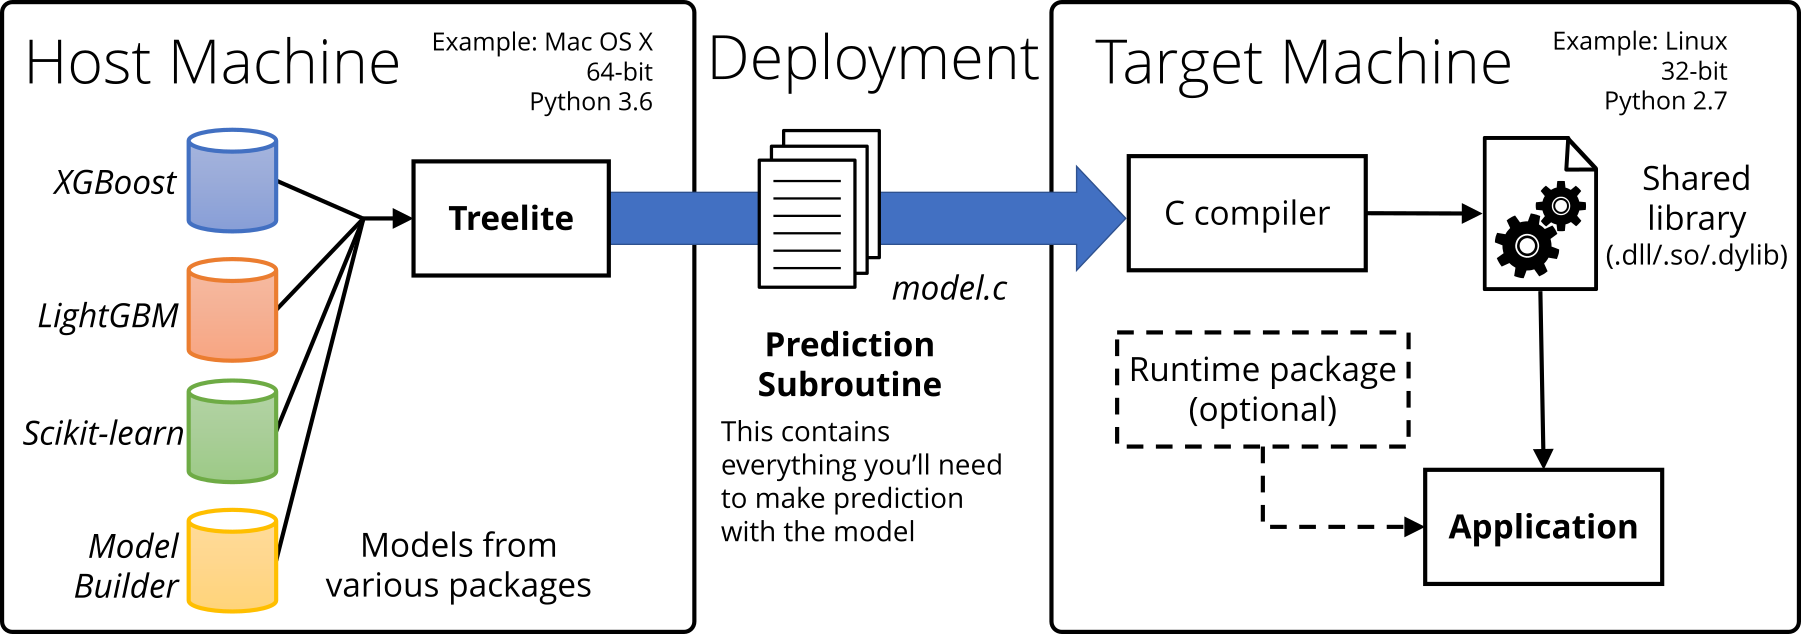 Host Machine
Example: Mac OS X
64-bit
Python 3.6
XGBoost
LightGBM
Scikit-learn
Model
Builder
Treelite
Models from
various packages
Deployment
model.c
Prediction
Subroutine
This contains
everything you’ll need
to make prediction
with the model
Target Machine
Example: Linux
32-bit
Python 2.7
C compiler
Shared
library
(.dll/.so/.dylib)
Runtime package
(optional)
Application